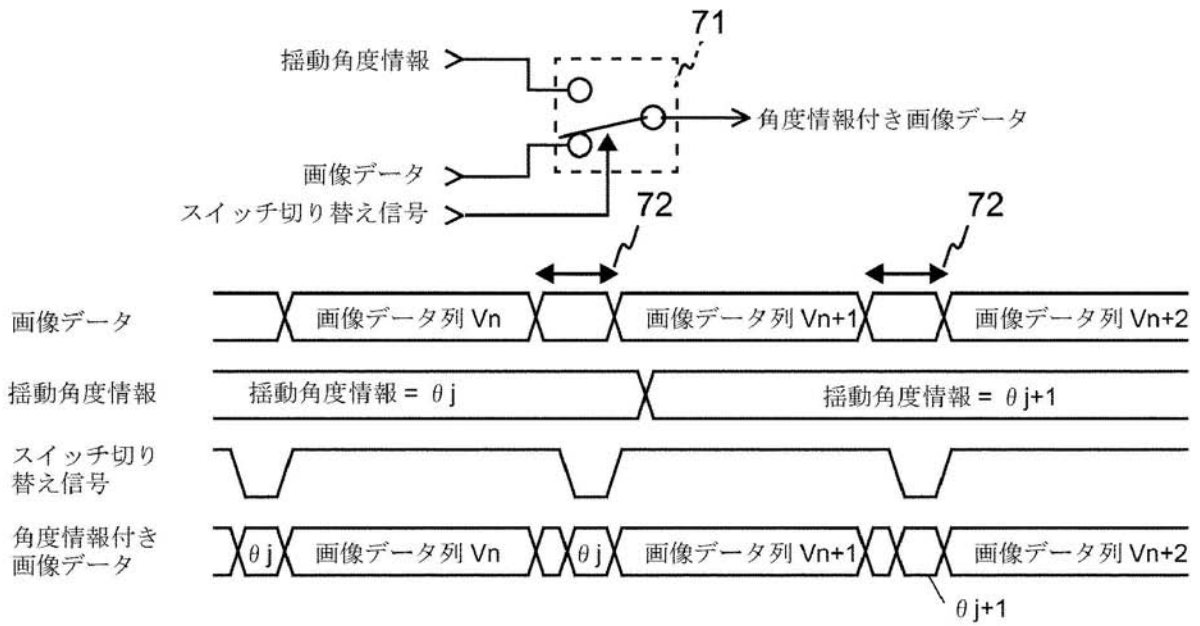 71
揺動角度情報
角度情報付き画像データ
画像データ
スイッチ切り替え信号
72
72
画像データ
画像データ列 Vn
画像データ列 Vn+1
画像データ列 Vn+2
揺動角度情報
揺動角度情報 = θ j
揺動角度情報 = θ j+1
スイッチ切り
替え信号
角度情報付き
画像データ
θ j
画像データ列 Vn
θ j
画像データ列 Vn+1
画像データ列 Vn+2
θ j+1